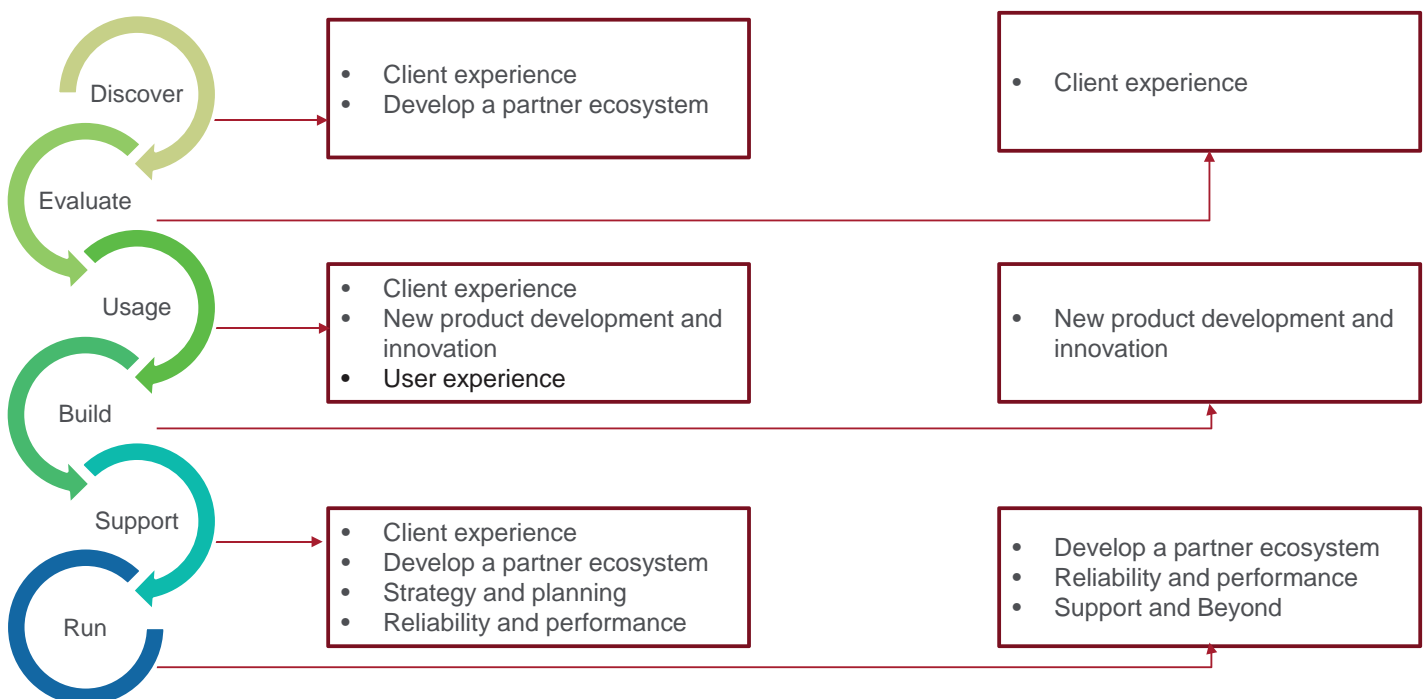 Discover
• Client experience
• Develop a partner ecosystem
• Client experience
Evaluate
Usage
• Client experience
• New product development and
innovation
• User experience
• New product development and
innovation
Build
Support
• Client experience
• Develop a partner ecosystem
• Strategy and planning
• Reliability and performance
• Develop a partner ecosystem
• Reliability and performance
• Support and Beyond
Run